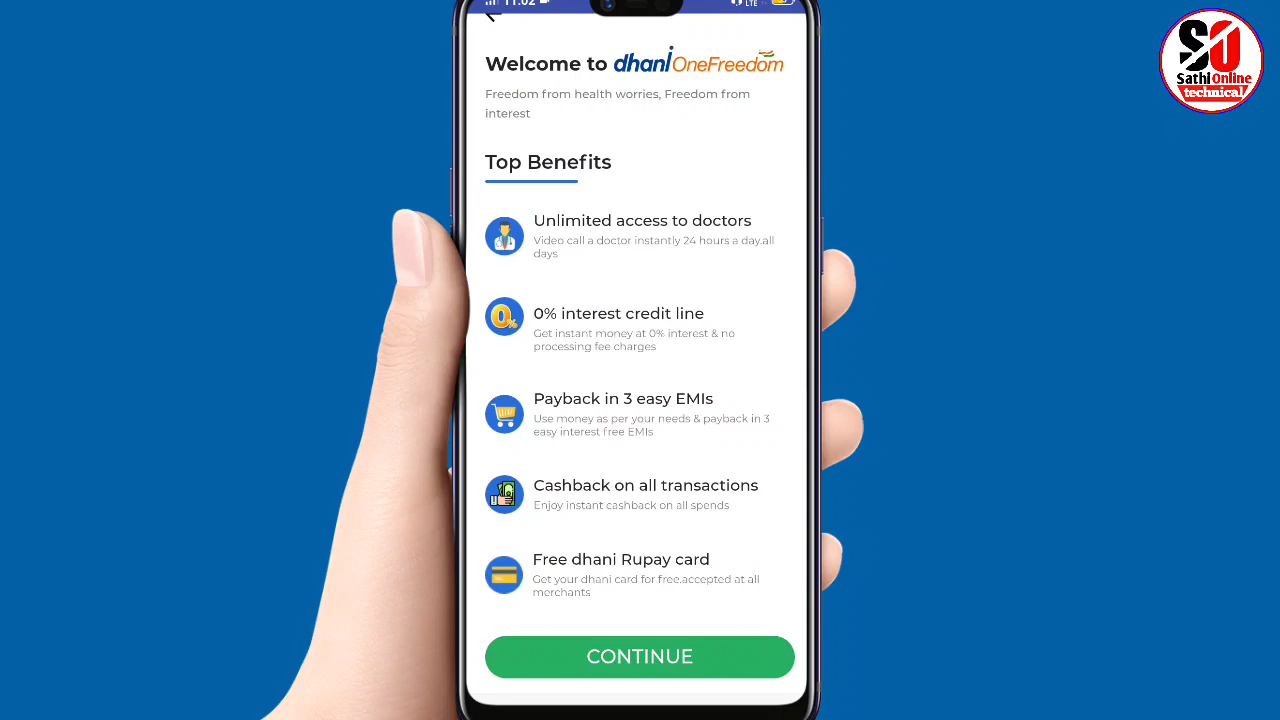 11:02
LTE
Welcome to dhani OneFreedom
Freedom from health worries, Freedom from
interest
Top Benefits
Unlimited access to doctors
Video call a doctor instantly 24 hours a day.all
days
0% interest credit line
Get instant money at 0% interest & no
processing fee charges
Payback in 3 easy EMIs
Use money as per your needs & payback in 3
easy interest free EMIs
Cashback on all transactions
Enjoy instant cashback on all spends
Free dhani Rupay card
Get your dhani card for free.accepted at all
merchants
CONTINUE
SO
Sathi Online
technical